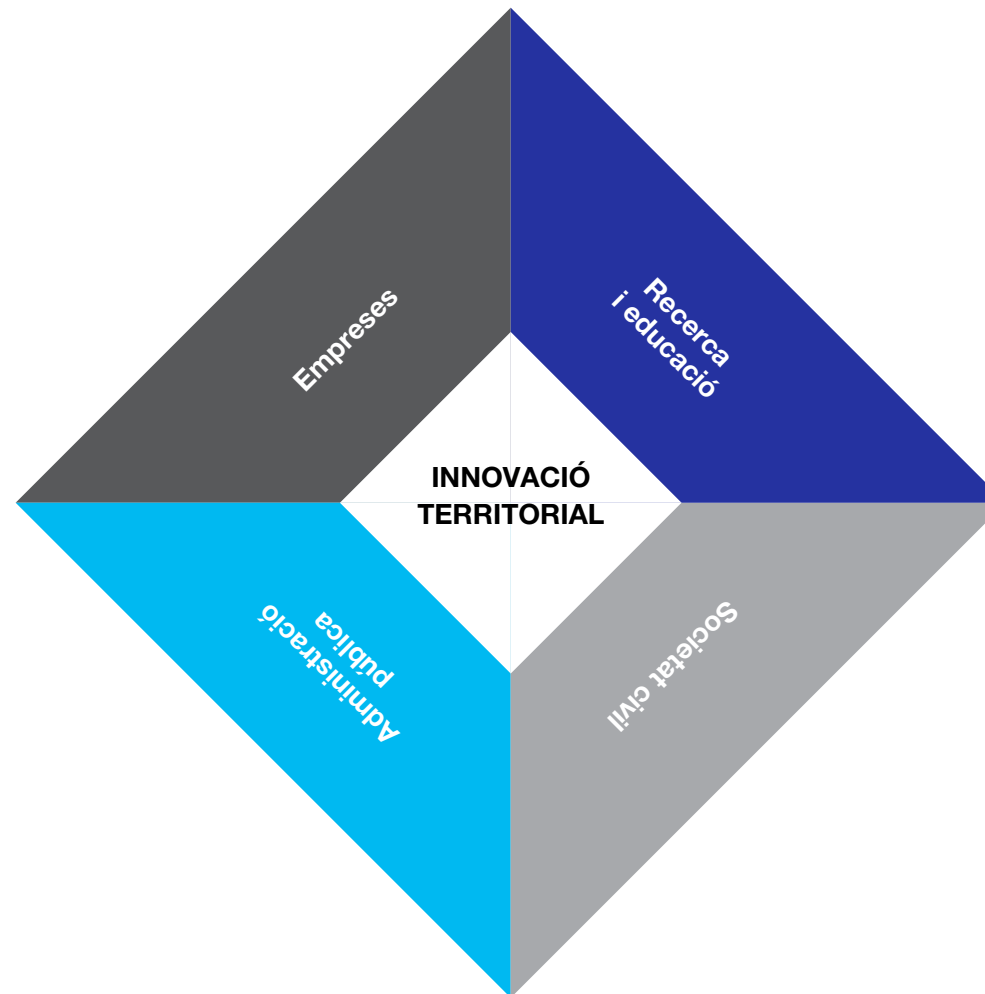 Empreses
Recerca
i educació
INNOVACIÓ
TERRITORIAL
Administració
pública
Societat civil